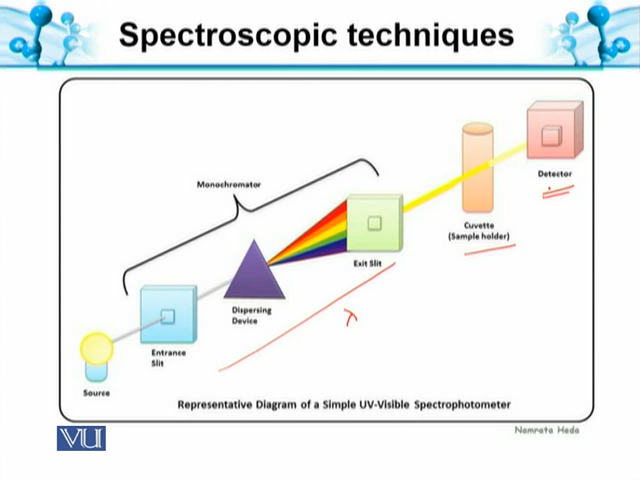 Spectroscopic techniques
Monochromator
Detector
Cuvette
(Sample holder)
Exit Slit
Dispersing
Device
Entrance
Slit
Source
λ
Representative Diagram of a Simple UV-Visible Spectrophotometer
VU
Namrata Heda